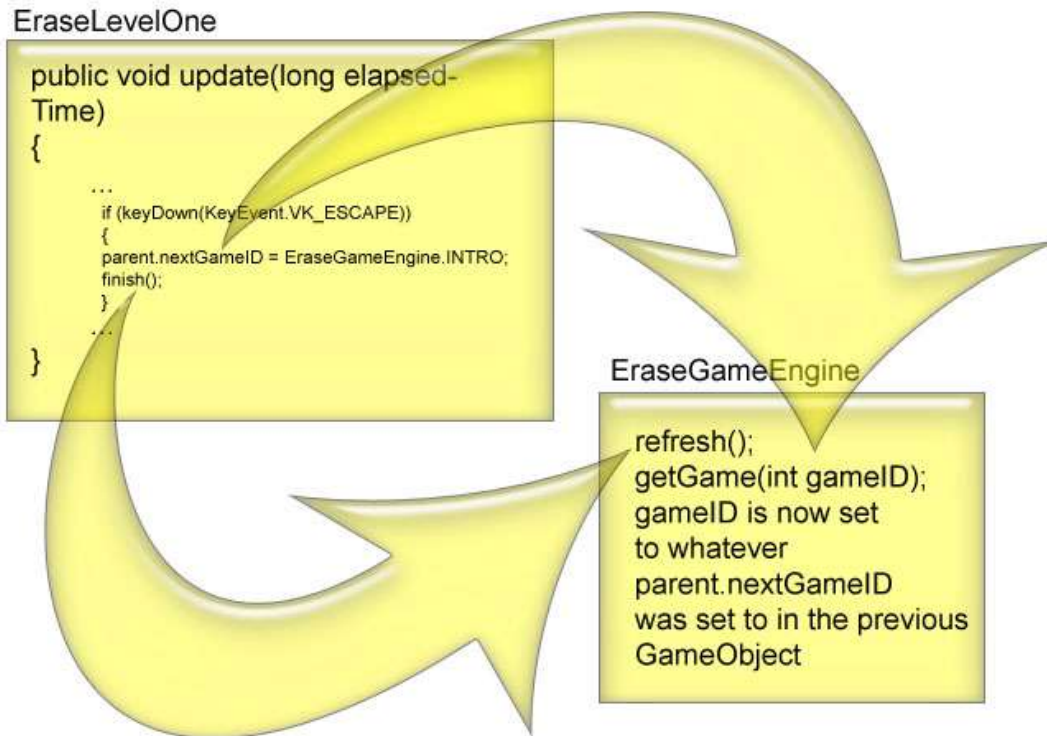 EraseLevelOne
public void update(long elapsed-
Time)
{
...
if (keyDown(KeyEvent.VK_ESCAPE))
{
parent.nextGameID = EraseGameEngine.INTRO;
finish();
}
...
}
EraseGameEngine
refresh();
getGame(int gameID);
gameID is now set
to whatever
parent.nextGameID
was set to in the previous
GameObject